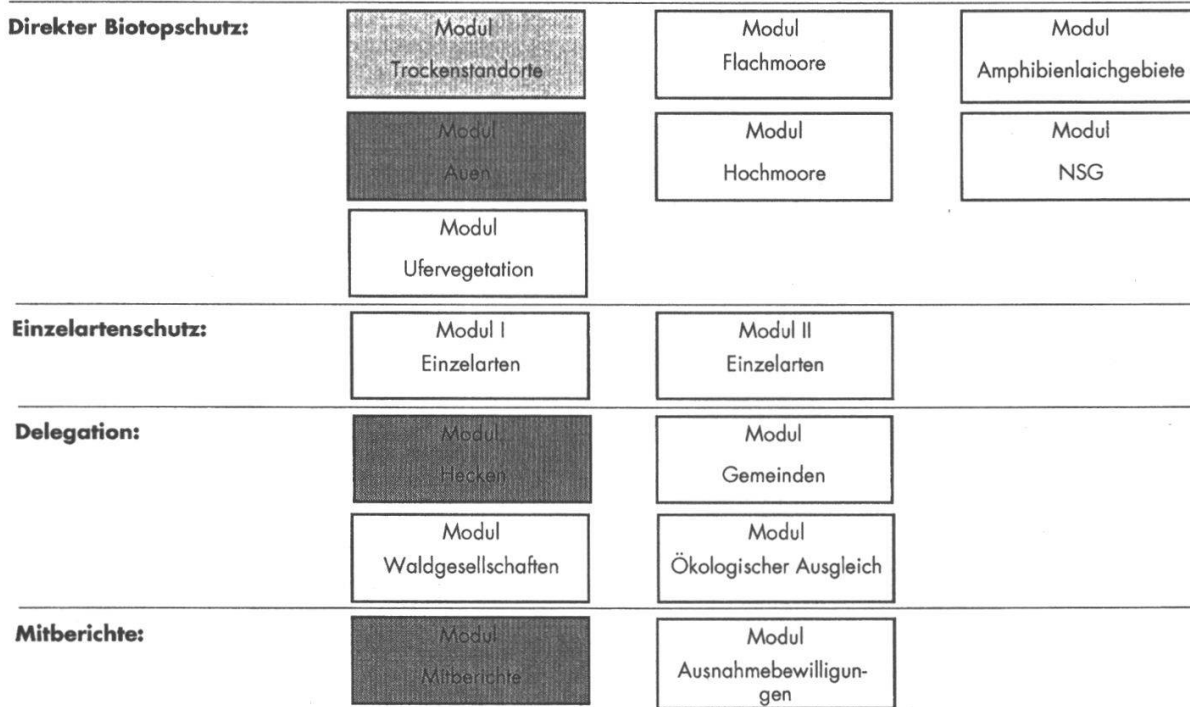 Direkter Biotopschutz:
Modul
Trockenstandorte
Modul
Flachmoore
Modul
Amphibienlaichgebiete
Modul
Auen
Modul
Hochmoore
Modul
NSG
Modul
Ufervegetation
Einzelartenschutz:
Modul I
Einzelarten
Modul II
Einzelarten
Delegation:
Modul
Hecken
Modul
Gemeinden
Modul
Waldgesellschaften
Modul
Ökologischer Ausgleich
Mitberichte:
Modul
Mitberichte
Modul
Ausnahmebewilligun-
gen